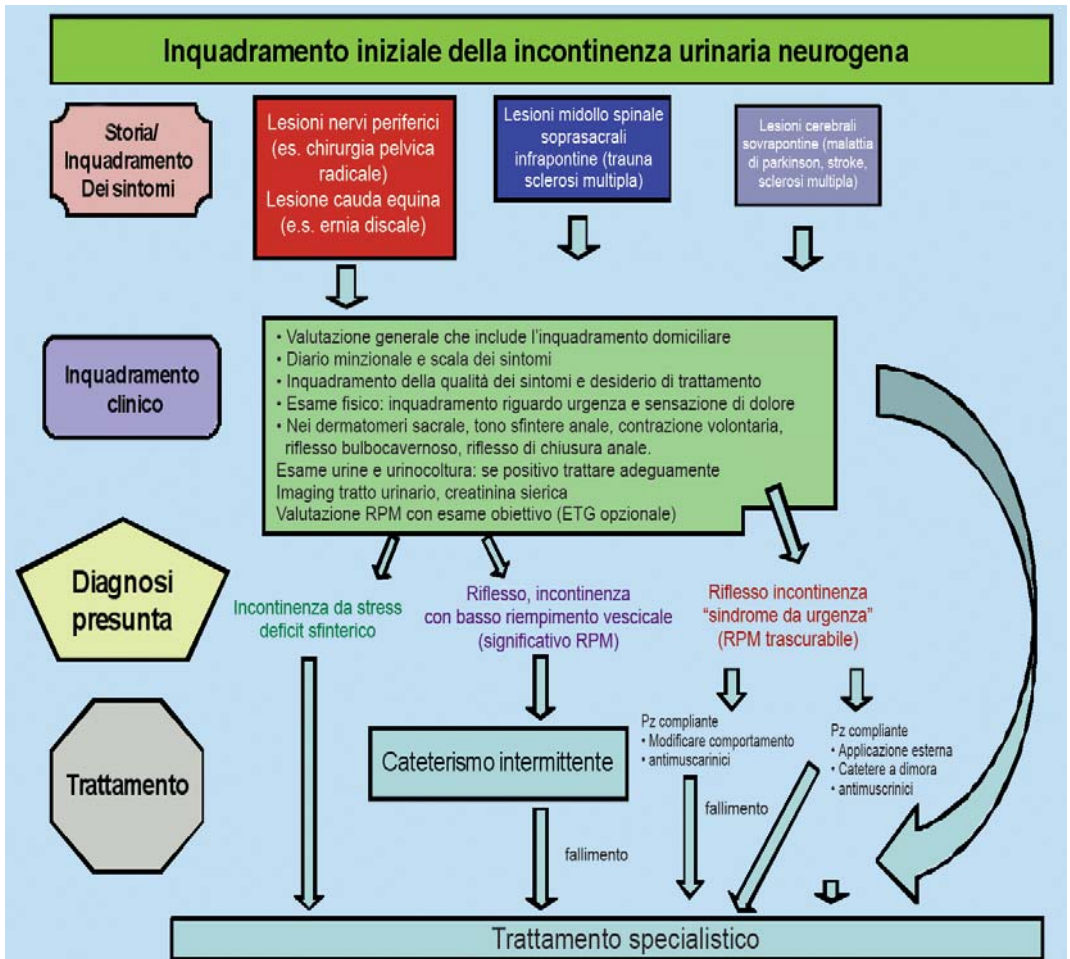 Inquadramento iniziale della incontinenza urinaria neurogena
Storia/
Inquadramento
Dei sintomi
Lesioni nervi periferici
(es. chirurgia pelvica
radicale)
Lesione cauda equina
(e.s. ernia discale)
Lesioni midollo spinale
soprasacrali
infrapontine (trauma
sclerosi multipla)
Lesioni cerebrali
sovrapontine (malattia
di parkinson, stroke,
sclerosi multipla)
Inquadramento
clinico
• Valutazione generale che include l'inquadramento domiciliare
• Diario minzionale e scala dei sintomi
• Inquadramento della qualità dei sintomi e desiderio di trattamento
• Esame fisico: inquadramento riguardo urgenza e sensazione di dolore
• Nei dermatomeri sacrale, tono sfintere anale, contrazione volontaria,
riflesso bulbocavernoso, riflesso di chiusura anale.
Esame urine e urinocoltura: se positivo trattare adeguamente
Imaging tratto urinario, creatinina sierica
Valutazione RPM con esame obiettivo (ETG opzionale)
Diagnosi
presunta
Incontinenza da stress
deficit sfinterico
Riflesso, incontinenza
con basso riempimento vescicale
(significativo RPM)
Riflesso incontinenza
"sindrome da urgenza"
(RPM trascurabile)
Trattamento
Cateterismo intermittente
Pz compliante
• Modificare comportamento
• antimuscarinici
Pz compliante
• Applicazione esterna
• Catetere a dimora
• antimuscrinici
fallimento
fallimento
Trattamento specialistico